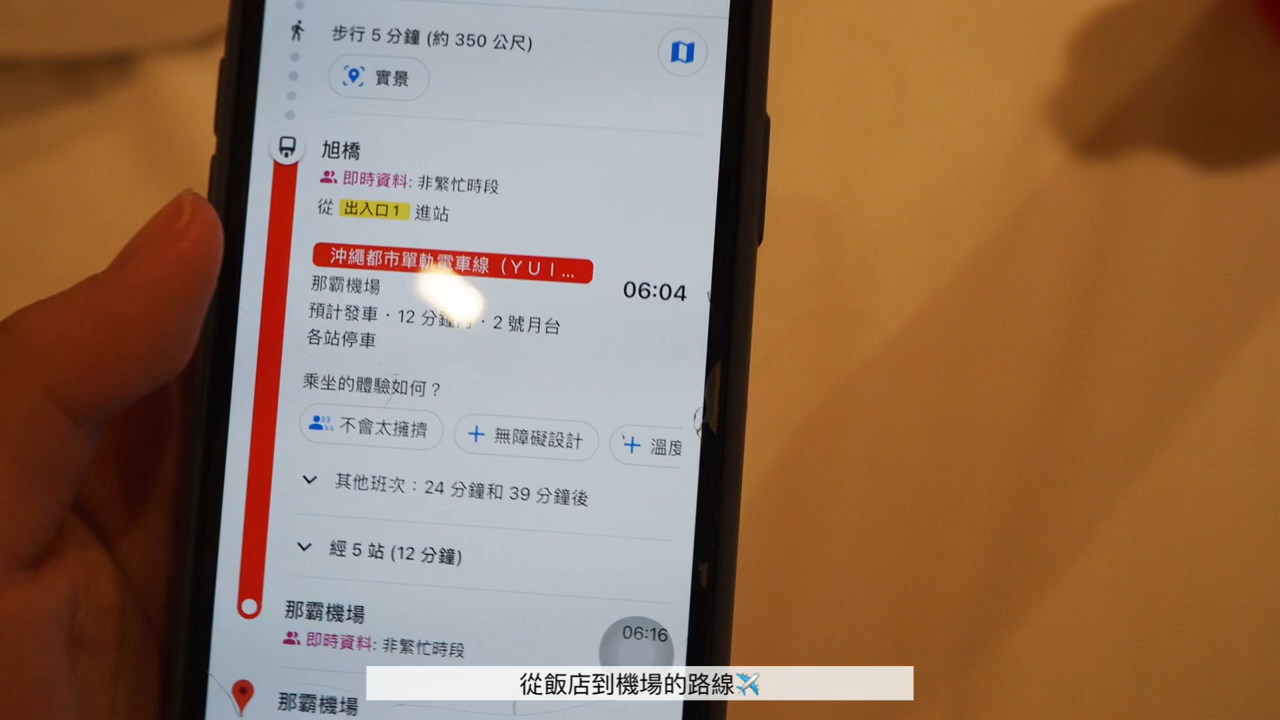 步行 5 分鐘 (約 350 公尺)
實景
旭橋
即時資料: 非繁忙時段
從 出入口1 進站
沖繩都市單軌電車線（ＹＵＩ...
06:04
那霸機場
預計發車・12 分鐘內・2 號月台
各站停車
乘坐的體驗如何？
不會太擁擠
無障礙設計
溫度
其他班次：24 分鐘和 39 分鐘後
經 5 站 (12 分鐘)
那霸機場
06:16
即時資料: 非繁忙時段
那霸機場
從飯店到機場的路線✈️